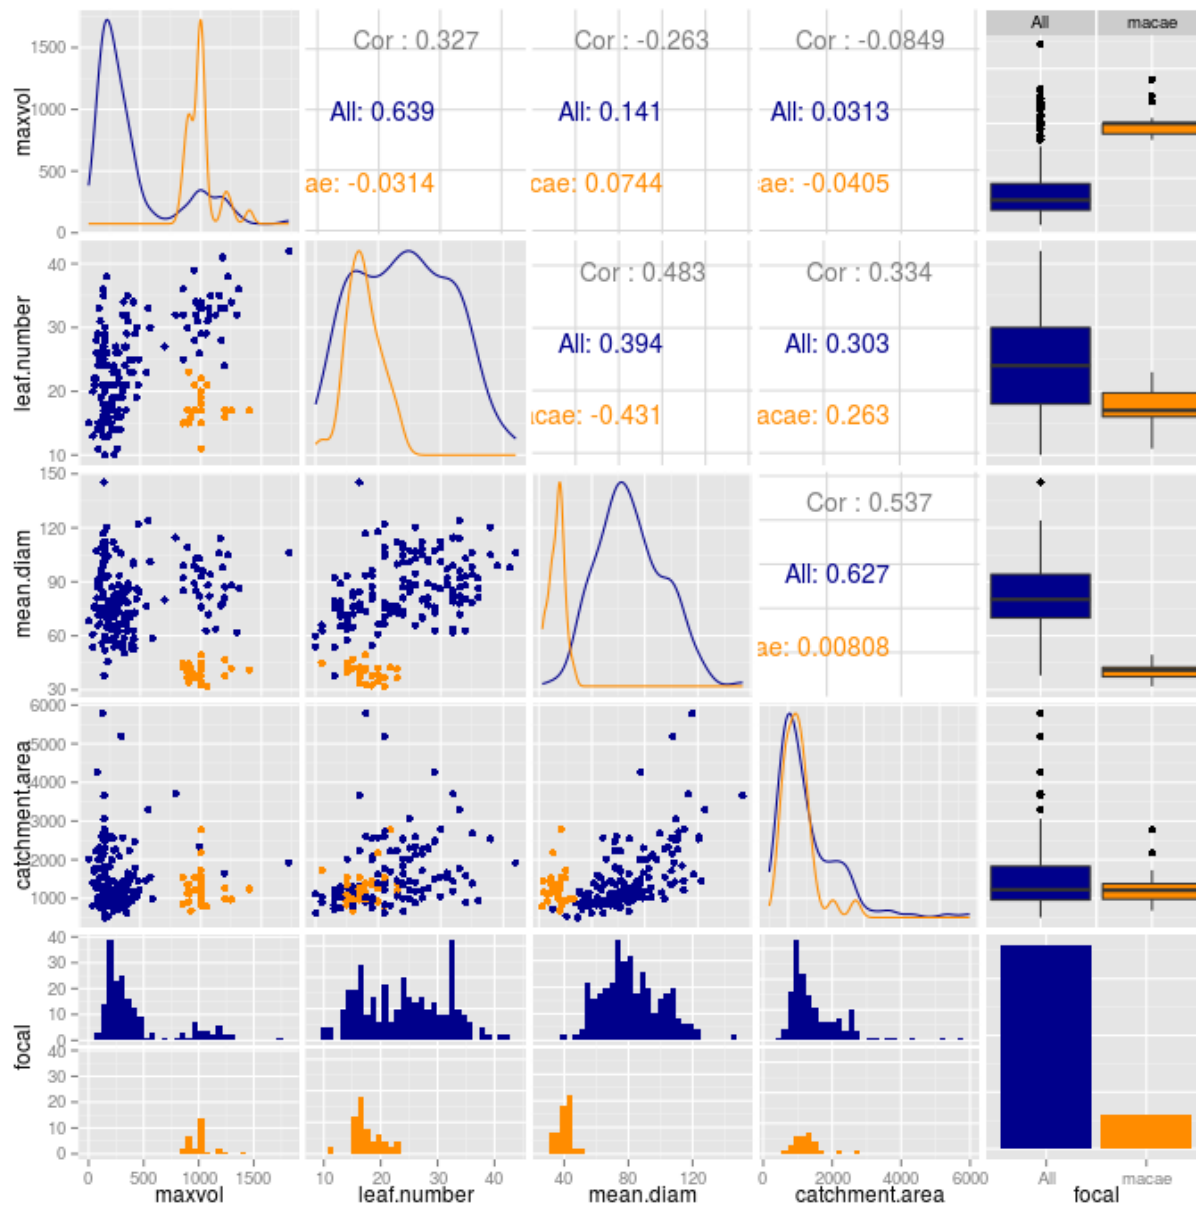 All macae
maxvol
1500
1000
500
0
Cor : 0.327
All: 0.639
ae: -0.0314
Cor : -0.263
All: 0.141
cae: 0.0744
Cor : -0.0849
All: 0.0313
ae: -0.0405
leaf.number
40
30
20
10
Cor : 0.483
All: 0.394
acae: -0.431
Cor : 0.334
All: 0.303
acae: 0.263
mean.diam
150
120
90
60
30
Cor : 0.537
All: 0.627
ae: 0.00808
catchment.area
6000
5000
4000
3000
2000
1000
focal
40
30
20
10
0
40
30
20
10
0
0 500 1000 1500
10 20 30 40
40 80 120
0 2000 4000 6000
All macae
maxvol leaf.number mean.diam catchment.area focal